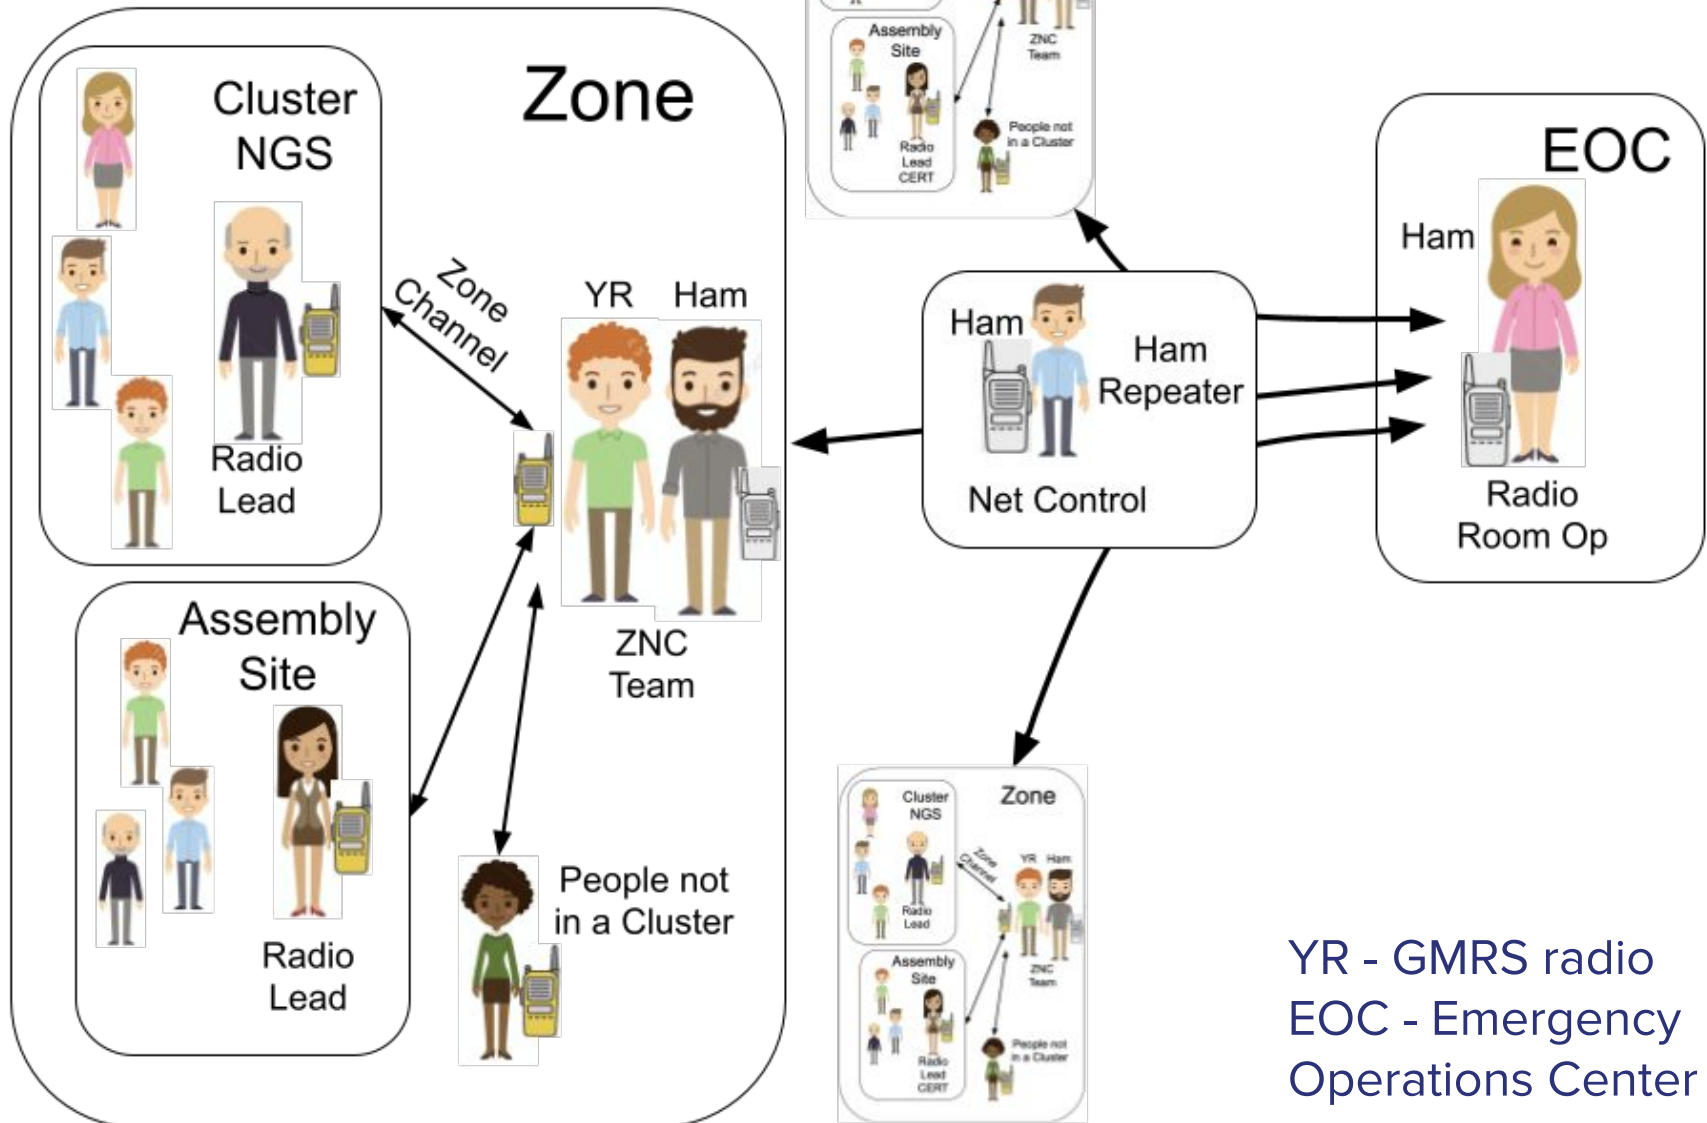 Zone
Cluster
NGS
Radio
Lead
Zone
Channel
YR
Ham
ZNC
Team
Assembly
Site
Radio
Lead
People not
in a Cluster
Assembly
Site
Radio
Lead
CERT
ZNC
Team
People not
in a Cluster
Ham
Ham
Repeater
Net Control
EOC
Ham
Radio
Room Op
Zone
Cluster
NGS
Radio
Lead
Zone
Channel
YR
Ham
ZNC
Team
Assembly
Site
Radio
Lead
CERT
People not
in a Cluster
YR - GMRS radio
EOC - Emergency
Operations Center